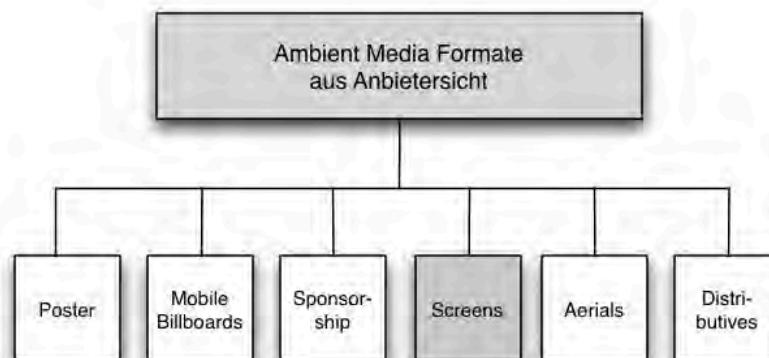 Ambient Media Formate
aus Anbietersicht
Poster
Mobile
Billboards
Sponsor-
ship
Screens
Aerials
Distri-
butives